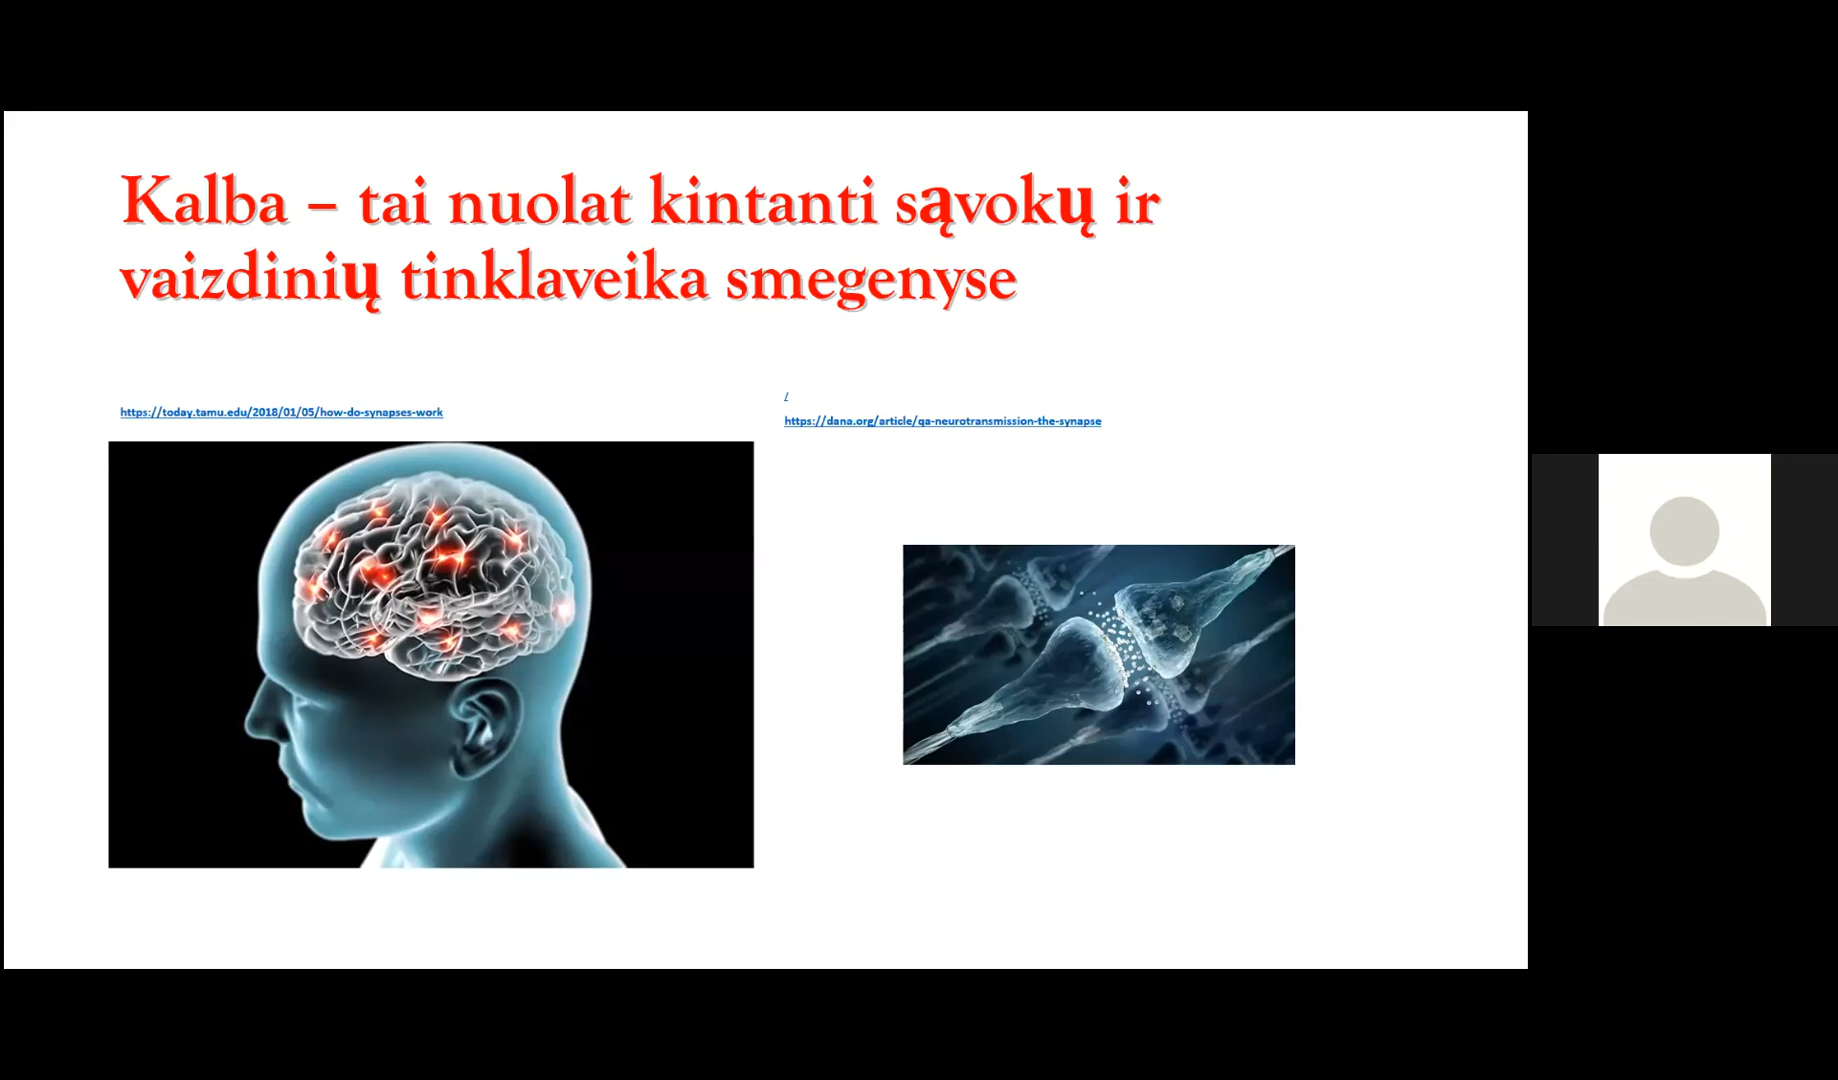 Kalba – tai nuolat kintanti sąvokų ir
vaizdinių tinklaveika smegenyse
https://today.tamu.edu/2018/01/05/how-do-synapses-work
/
https://dana.org/article/qa-neurotransmission-the-synapse